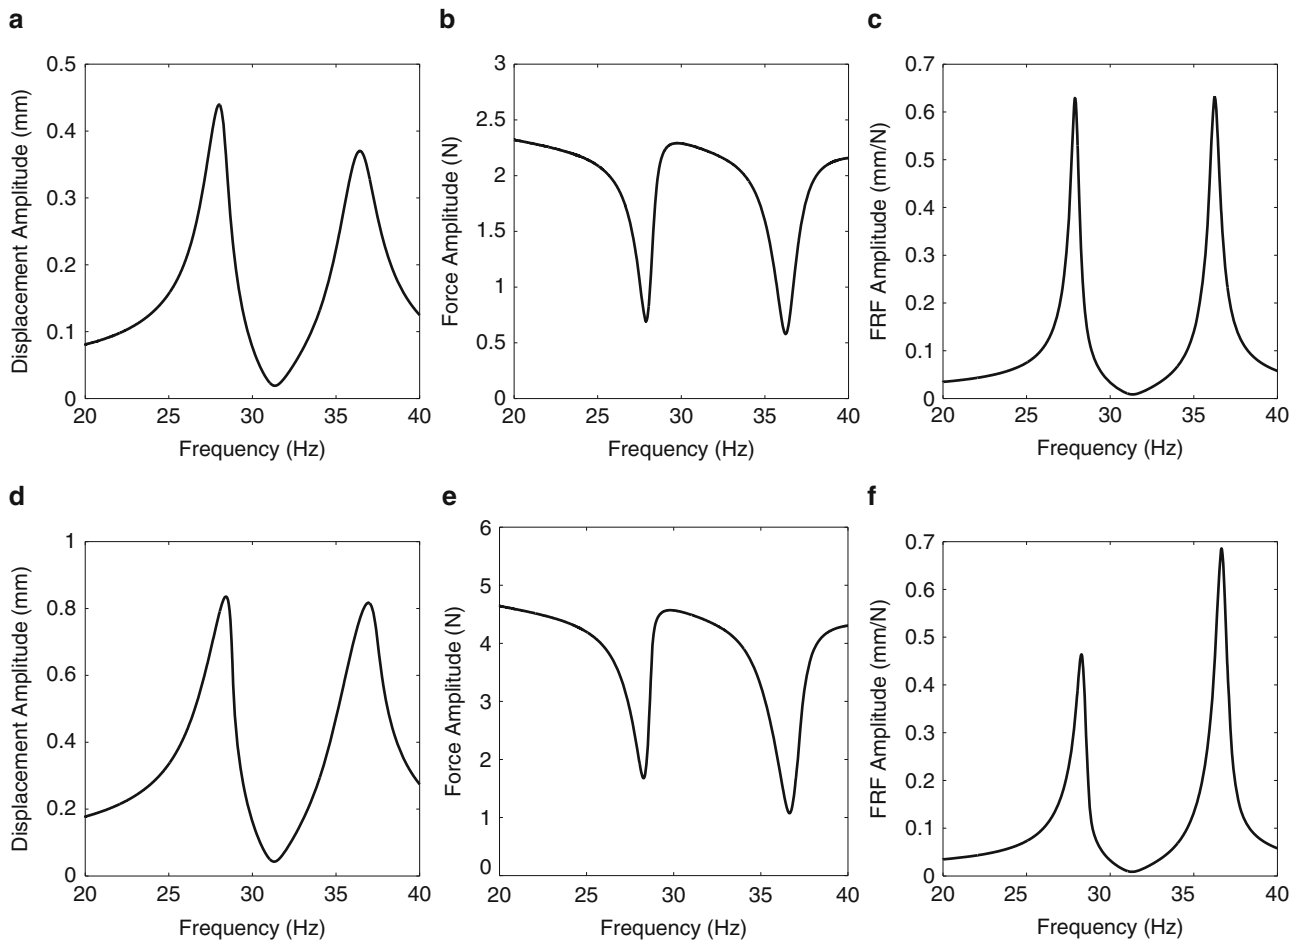 a
b
c
Displacement Amplitude (mm)
0.5
0.4
0.3
0.2
0.1
0
20 25 30 35 40
Frequency (Hz)
Force Amplitude (N)
3
2.5
2
1.5
1
0.5
0
20 25 30 35 40
Frequency (Hz)
FRF Amplitude (mm/N)
0.7
0.6
0.5
0.4
0.3
0.2
0.1
0
20 25 30 35 40
Frequency (Hz)
d
e
f
Displacement Amplitude (mm)
1
0.8
0.6
0.4
0.2
0
20 25 30 35 40
Frequency (Hz)
Force Amplitude (N)
6
5
4
3
2
1
0
20 25 30 35 40
Frequency (Hz)
FRF Amplitude (mm/N)
0.7
0.6
0.5
0.4
0.3
0.2
0.1
0
20 25 30 35 40
Frequency (Hz)